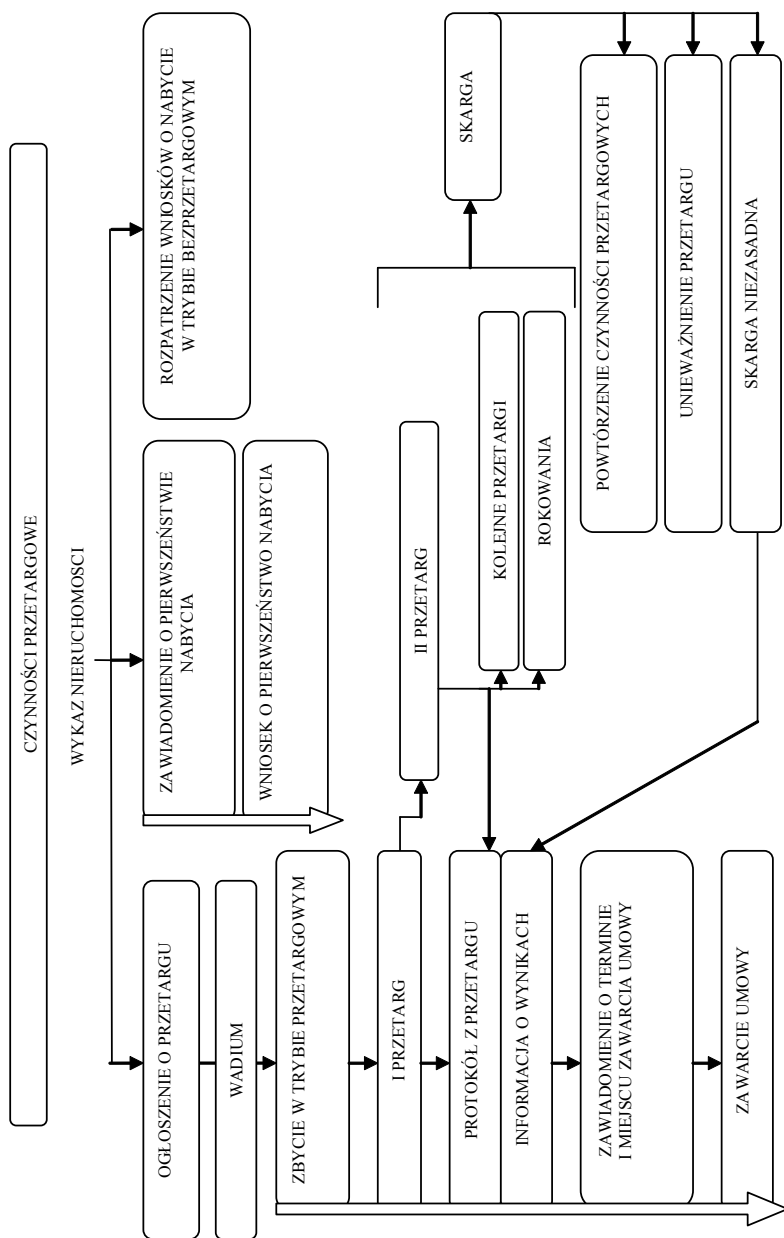 CZYNNOŚCI PRZETARGOWE
WYKAZ NIERUCHOMOSCI
OGŁOSZENIE O PRZETARGU
WADIUM
ZBYCIE W TRYBIE PRZETARGOWYM
I PRZETARG
PROTOKÓŁ Z PRZETARGU
INFORMACJA O WYNIKACH
ZAWIADOMIENIE O TERMINIE
I MIEJSCU ZAWARCIA UMOWY
ZAWARCIE UMOWY
ZAWIADOMIENIE O PIERWSZEŃSTWIE
NABYCIA
WNIOSEK O PIERWSZEŃSTWO NABYCIA
II PRZETARG
KOLEJNE PRZETARGI
ROKOWANIA
ROZPATRZENIE WNIOSKÓW O NABYCIE
W TRYBIE BEZPRZETARGOWYM
SKARGA
POWTÓRZENIE CZYNNOŚCI PRZETARGOWYCH
UNIEWAŻNIENIE PRZETARGU
SKARGA NIEZASADNA